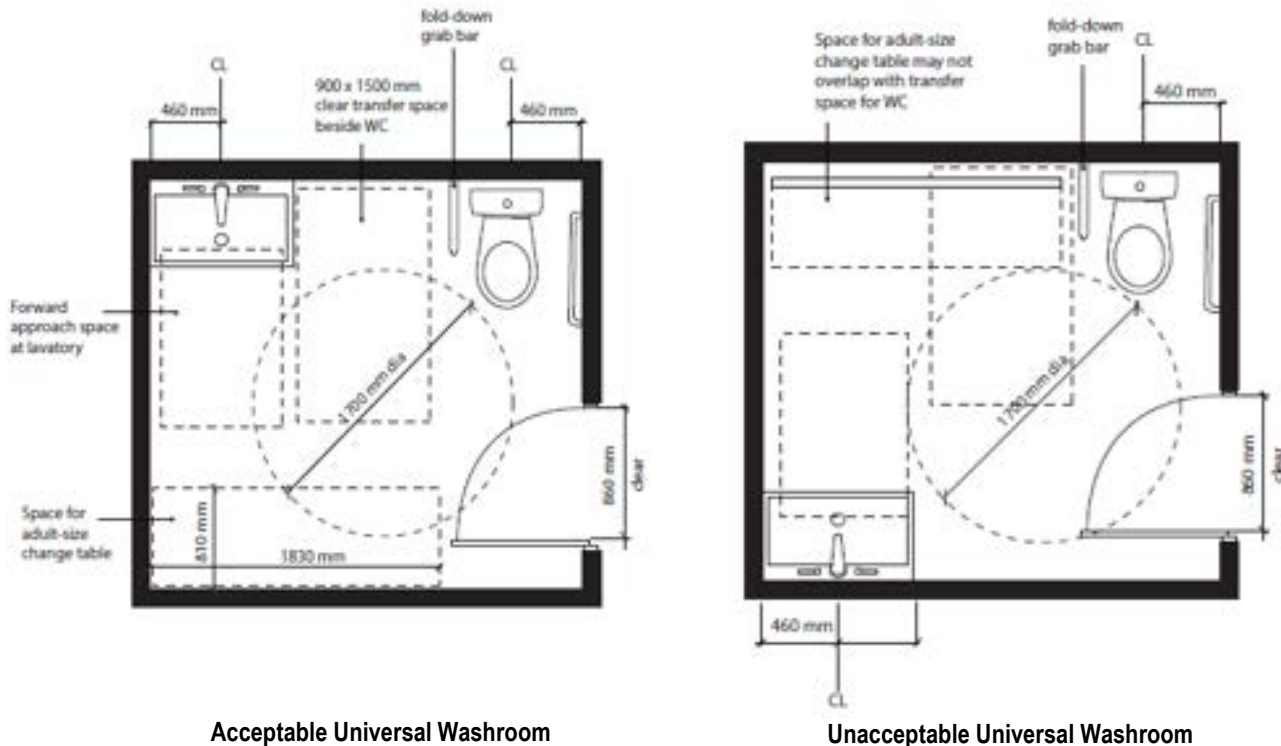 fold-down
grab bar
CL
460 mm
900 x 1500 mm
clear transfer space
beside WC
460 mm
Forward
approach space
at lavatory
1700 mm dia
860 mm
clear
Space for
adult-size
change table
810 mm
1830 mm
Acceptable Universal Washroom
Space for adult-size
change table may not
overlap with transfer
space for WC
fold-down
grab bar
CL
460 mm
1700 mm dia
860 mm
clear
460 mm
CL
Unacceptable Universal Washroom